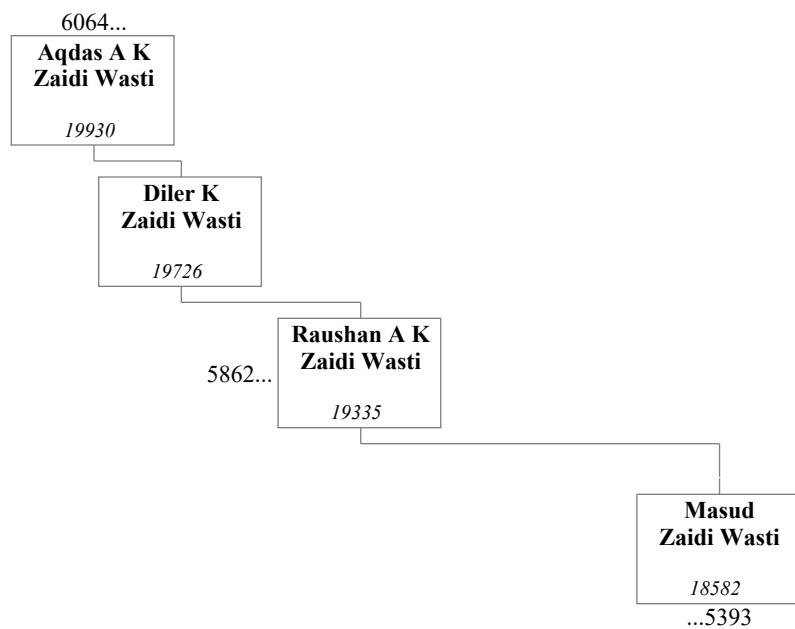 6064...
Aqdas A K
Zaidi Wasti
19930
Diler K
Zaidi Wasti
19726
Raushan A K
Zaidi Wasti
5862...
19335
Masud
Zaidi Wasti
18582
...5393